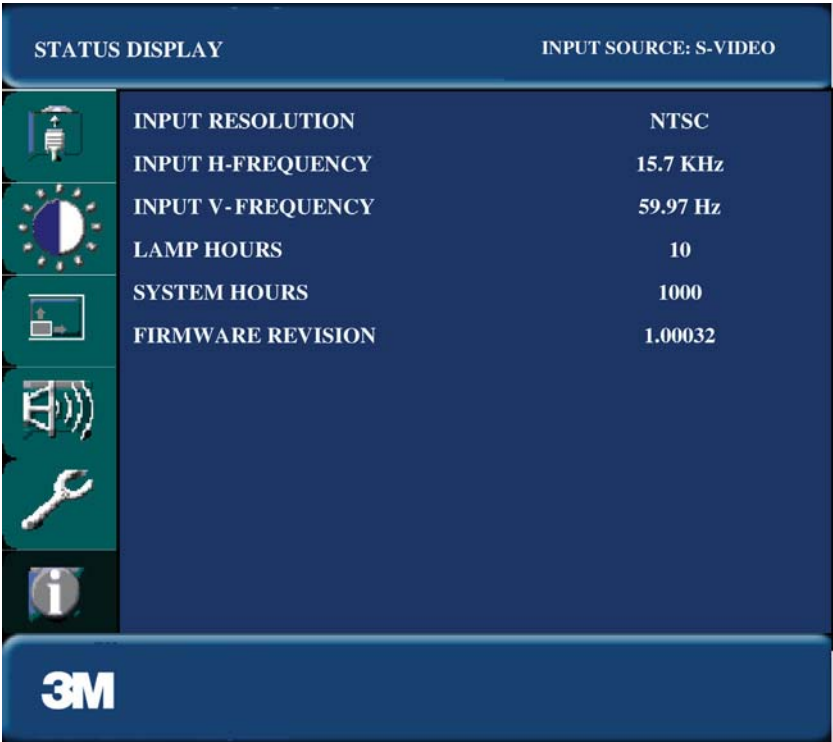 STATUS DISPLAY INPUT SOURCE: S-VIDEO
INPUT RESOLUTION NTSC
INPUT H-FREQUENCY 15.7 KHz
INPUT V-FREQUENCY 59.97 Hz
LAMP HOURS 10
SYSTEM HOURS 1000
FIRMWARE REVISION 1.00032
i
3M